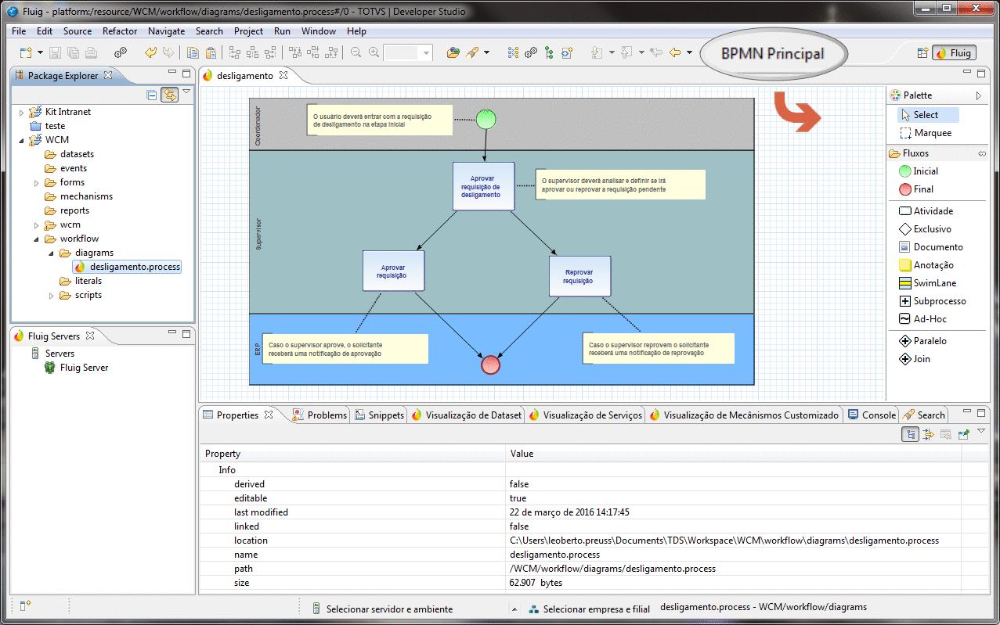 Fluig - platform:/resource/WCM/workflow/diagrams/desligamento.process#/0 - TOTVS | Developer Studio
File Edit Source Refactor Navigate Search Project Run Window Help
BPMN Principal
Fluig
Package Explorer
Kit Intranet
teste
WCM
datasets
events
forms
mechanisms
reports
wcm
workflow
diagrams
desligamento.process
literals
scripts
Fluig Servers
Servers
Fluig Server
desligamento
Coordenador
O usuário deverá entrar com a requisição
de desligamento na etapa inicial
Supervisor
Aprovar
requisição de
desligamento
O supervisor deverá analisar e definir se irá
aprovar ou reprovar a requisição pendente
Aprovar
requisição
Reprovar
requisição
ERP
Caso o supervisor aprove, o solicitante
receberá uma notificação de aprovação
Caso o supervisor reprovem o solicitante
receberá uma notificação de reprovação
Palette
Select
Marquee
Fluxos
Inicial
Final
Atividade
Exclusivo
Documento
Anotação
SwimLane
Subprocesso
Ad-Hoc
Paralelo
Join
Properties Problems Snippets Visualização de Dataset Visualização de Serviços Visualização de Mecânismos Customizado Console Search
Property Value
Info
derived false
editable true
last modified 22 de março de 2016 14:17:45
linked false
location C:\Users\leoberto.preuss\Documents\TDS\Workspace\WCM\workflow\diagrams\desligamento.process
name desligamento.process
path /WCM/workflow/diagrams/desligamento.process
size 62.907 bytes
Selecionar servidor e ambiente Selecionar empresa e filial desligamento.process - WCM/workflow/diagrams